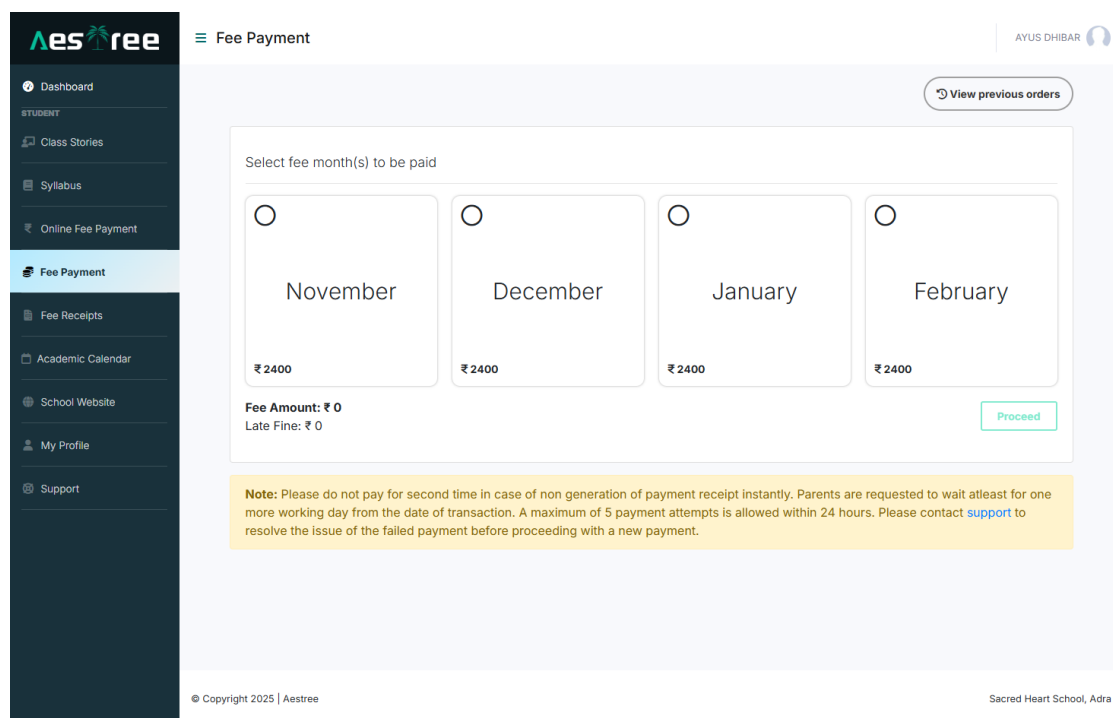 Aestree
Fee Payment
AYUS DHIBAR
Dashboard
STUDENT
Class Stories
Syllabus
Online Fee Payment
Fee Payment
Fee Receipts
Academic Calendar
School Website
My Profile
Support
View previous orders
Select fee month(s) to be paid
November
₹ 2400
December
₹ 2400
January
₹ 2400
February
₹ 2400
Fee Amount: ₹ 0
Late Fine: ₹ 0
Proceed
Note: Please do not pay for second time in case of non generation of payment receipt instantly. Parents are requested to wait atleast for one
more working day from the date of transaction. A maximum of 5 payment attempts is allowed within 24 hours. Please contact support to
resolve the issue of the failed payment before proceeding with a new payment.
© Copyright 2025 | Aestree
Sacred Heart School, Adra